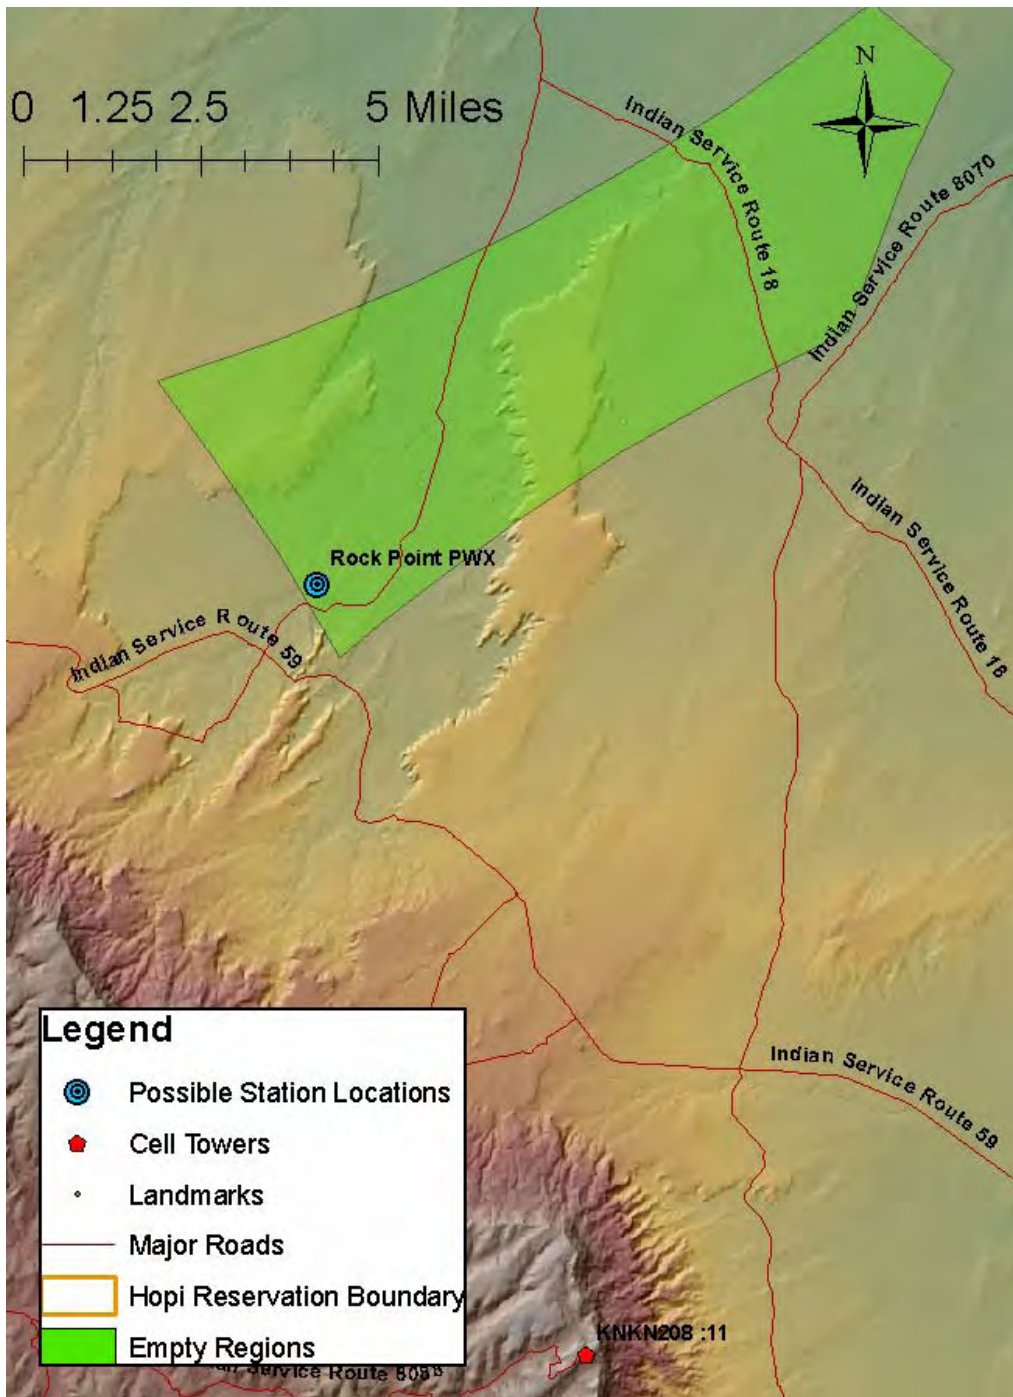 N
0 1.25 2.5 5 Miles
Indian Service Route 18
Indian Service Route 8070
Rock Point PWX
Indian Service Route 18
Indian Service Route 59
Indian Service Route 59
Legend
Possible Station Locations
Cell Towers
Landmarks
Major Roads
Hopi Reservation Boundary
Empty Regions
KNKN208 :11
Service Route